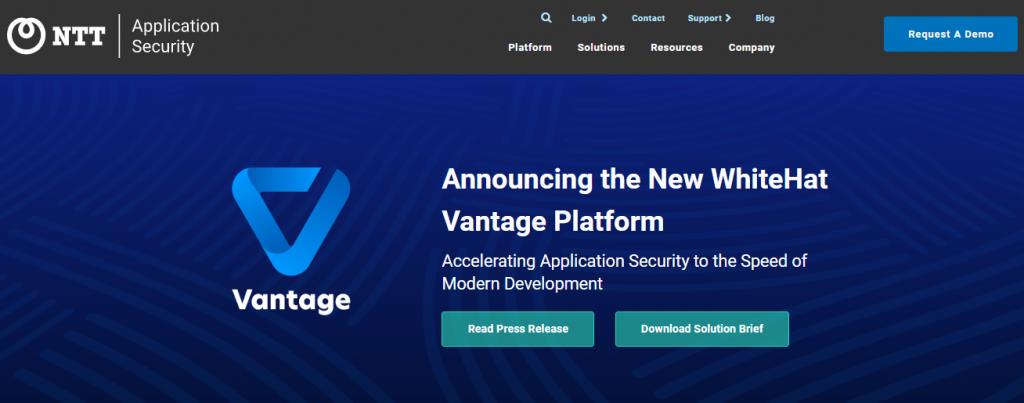 NTT
Application
Security
Login
Contact
Support
Blog
Platform
Solutions
Resources
Company
Request A Demo
Vantage
Announcing the New WhiteHat
Vantage Platform
Accelerating Application Security to the Speed of
Modern Development
Read Press Release
Download Solution Brief